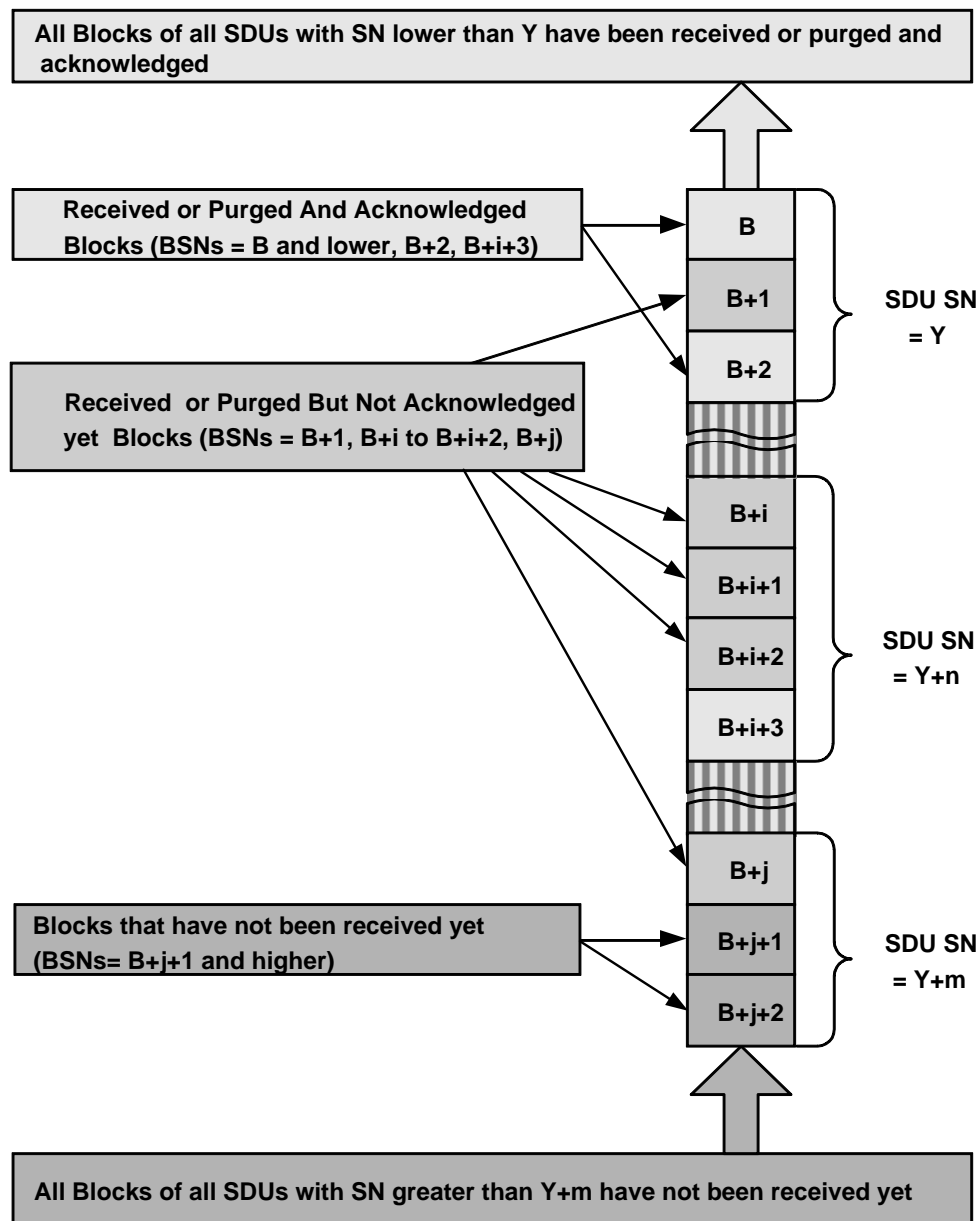 All Blocks of all SDUs with SN lower than Y have been received or purged and
acknowledged
Received or Purged And Acknowledged
Blocks (BSNs = B and lower, B+2, B+i+3)
B
B+1
B+2
SDU SN
= Y
Received or Purged But Not Acknowledged
yet Blocks (BSNs = B+1, B+i to B+i+2, B+j)
B+i
B+i+1
B+i+2
B+i+3
SDU SN
= Y+n
B+j
B+j+1
B+j+2
SDU SN
= Y+m
Blocks that have not been received yet
(BSNs= B+j+1 and higher)
All Blocks of all SDUs with SN greater than Y+m have not been received yet